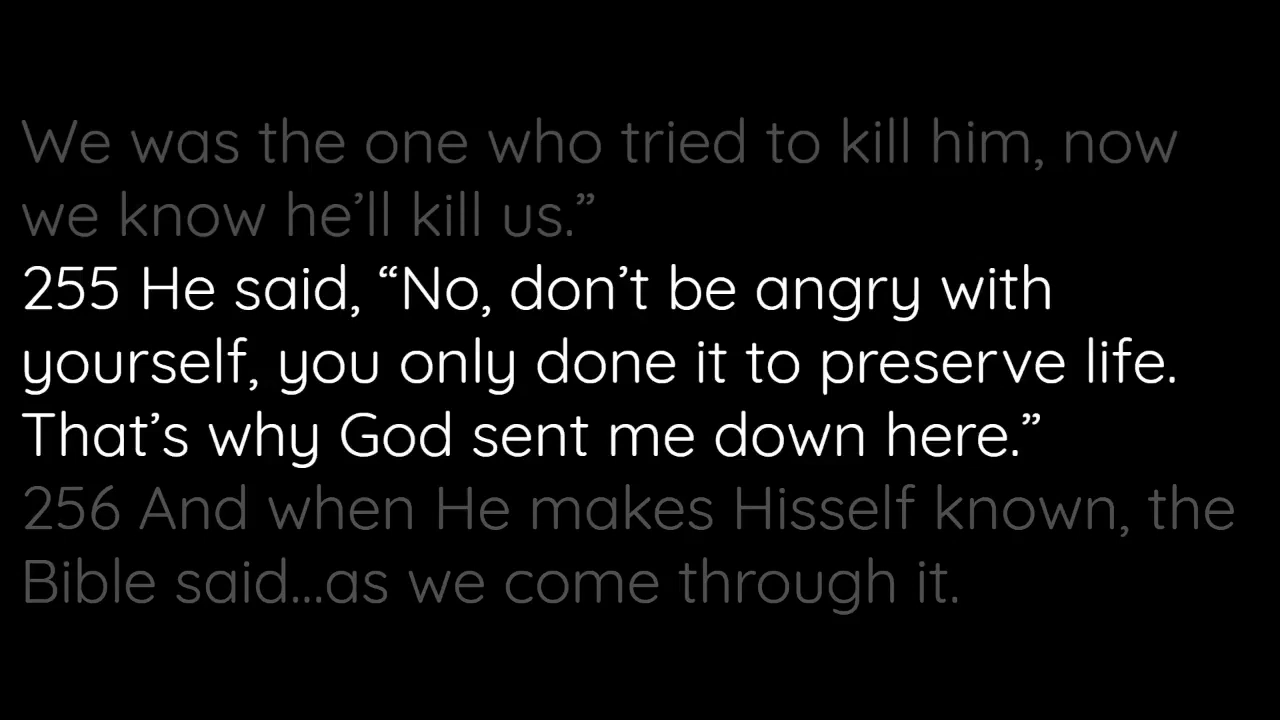 We was the one who tried to kill him, now
we know he’ll kill us.”
255 He said, “No, don’t be angry with
yourself, you only done it to preserve life.
That’s why God sent me down here.”
256 And when He makes Hisself known, the
Bible said...as we come through it.